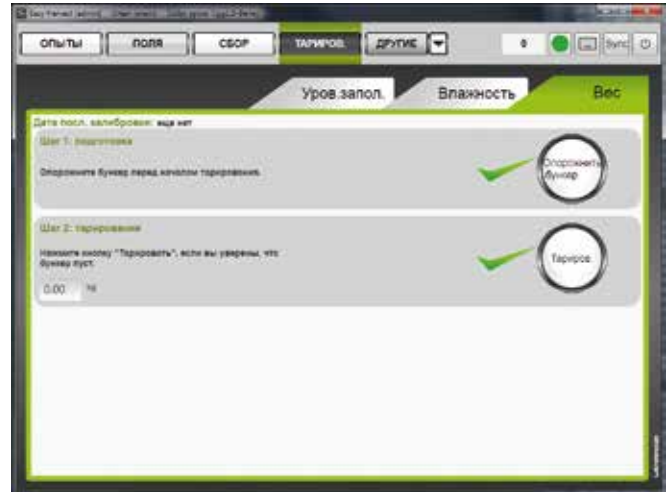 ОПЫТЫ ПОЛЯ СБОР ТАРИРОВ. ДРУГИЕ 0 Sync
Уров.запол. Влажность Вес
Дата посл. калибровки: еще нет
Шаг 1: подготовка
Опорожните бункер перед началом тарирования.
Опорожнить
бункер
Шаг 2: тарирование
Нажмите кнопку "Тарировать", если вы уверены, что
бункер пуст.
Тариров.
0.00 kg